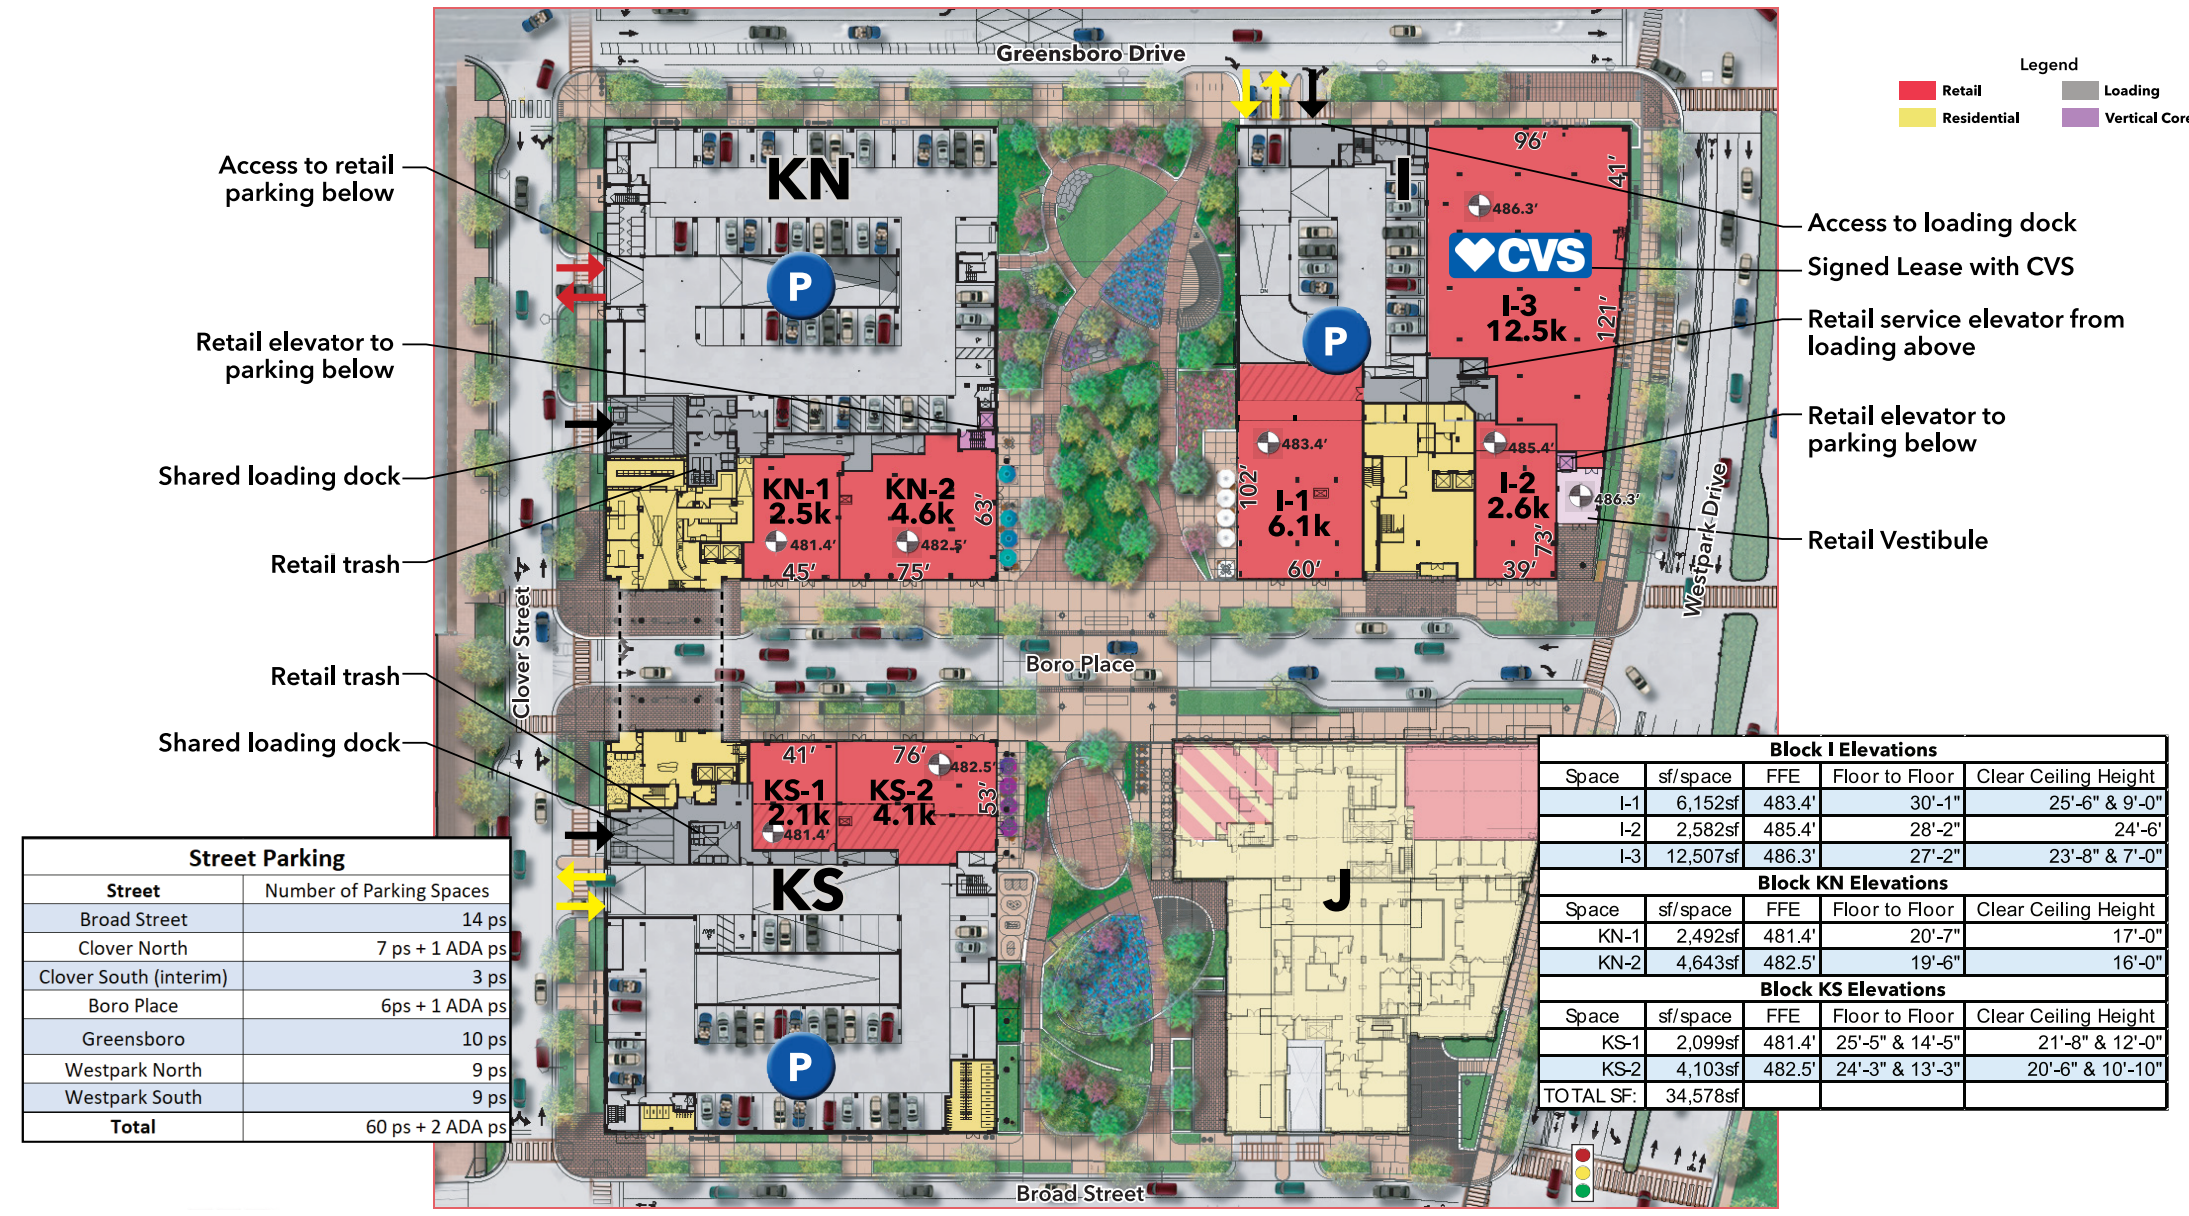 Greensboro Drive
Legend
Retail
Loading
Residential
Vertical Core
Access to retail
parking below
Retail elevator to
parking below
Shared loading dock
Retail trash
Retail trash
Shared loading dock
KN
P
KN-1
2.5k
481.4'
45'
KN-2
4.6k
482.5'
75'
63'
I
96'
41'
486.3'
CVS
I-3
12.5k
121'
P
483.4'
102'
I-1
6.1k
60'
485.4'
I-2
2.6k
73'
39'
486.3'
Access to loading dock
Signed Lease with CVS
Retail service elevator from
loading above
Retail elevator to
parking below
Retail Vestibule
Westpark Drive
Clover Street
Boro Place
41'
KS-1
2.1k
481.4'
76'
482.5'
KS-2
4.1k
53'
KS
P
J
Broad Street
Street Parking
Street Number of Parking Spaces
Broad Street 14 ps
Clover North 7 ps + 1 ADA ps
Clover South (interim) 3 ps
Boro Place 6ps + 1 ADA ps
Greensboro 10 ps
Westpark North 9 ps
Westpark South 9 ps
Total 60 ps + 2 ADA ps
Block I Elevations
Space sf/space FFE Floor to Floor Clear Ceiling Height
I-1 6,152sf 483.4' 30'-1" 25'-6" & 9'-0"
I-2 2,582sf 485.4' 28'-2" 24'-6'
I-3 12,507sf 486.3' 27'-2" 23'-8" & 7'-0"
Block KN Elevations
Space sf/space FFE Floor to Floor Clear Ceiling Height
KN-1 2,492sf 481.4' 20'-7" 17'-0"
KN-2 4,643sf 482.5' 19'-6" 16'-0"
Block KS Elevations
Space sf/space FFE Floor to Floor Clear Ceiling Height
KS-1 2,099sf 481.4' 25'-5" & 14'-5" 21'-8" & 12'-0"
KS-2 4,103sf 482.5' 24'-3" & 13'-3" 20'-6" & 10'-10"
TOTAL SF: 34,578sf